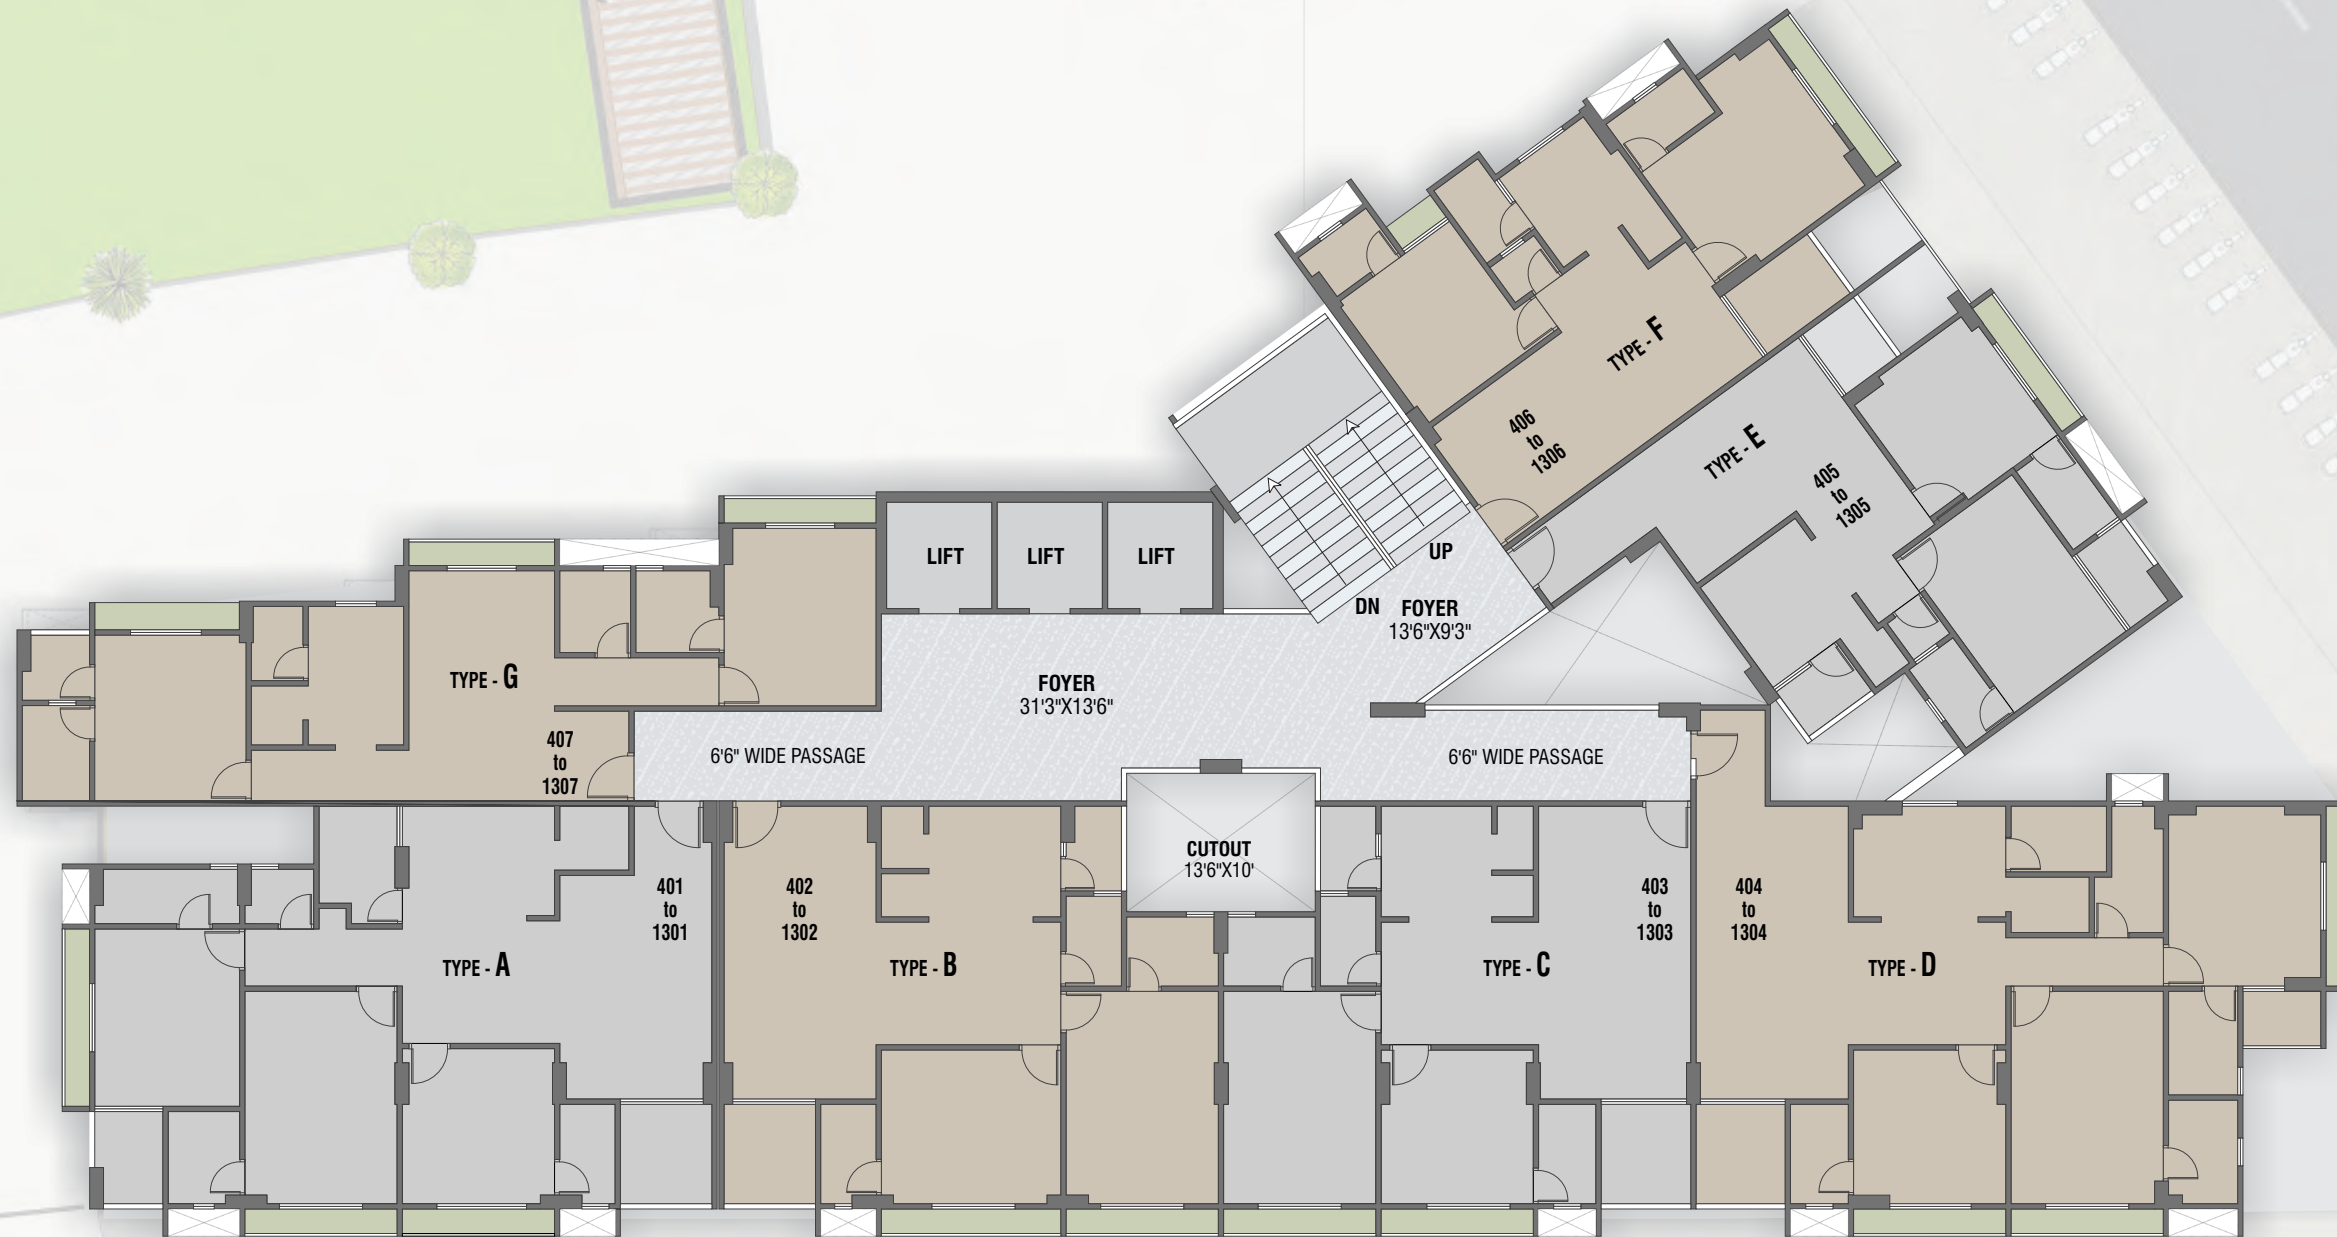 TYPE - F
406
to
1306
TYPE - E
405
to
1305
LIFT
LIFT
LIFT
UP
DN
FOYER
13'6"X9'3"
TYPE - G
FOYER
31'3"X13'6"
407
to
1307
6'6" WIDE PASSAGE
6'6" WIDE PASSAGE
CUTOUT
13'6"X10'
401
to
1301
402
to
1302
403
to
1303
404
to
1304
TYPE - A
TYPE - B
TYPE - C
TYPE - D